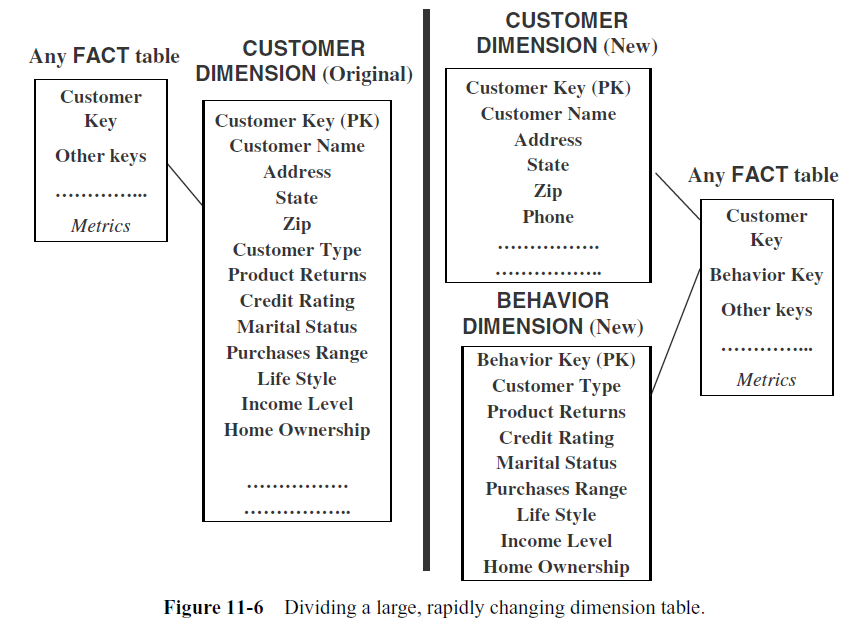 Any FACT table
Customer
Key
Other keys
…………...
Metrics
CUSTOMER
DIMENSION (Original)
Customer Key (PK)
Customer Name
Address
State
Zip
Customer Type
Product Returns
Credit Rating
Marital Status
Purchases Range
Life Style
Income Level
Home Ownership
…………….
……………..
CUSTOMER
DIMENSION (New)
Customer Key (PK)
Customer Name
Address
State
Zip
Phone
…………….
……………..
BEHAVIOR
DIMENSION (New)
Behavior Key (PK)
Customer Type
Product Returns
Credit Rating
Marital Status
Purchases Range
Life Style
Income Level
Home Ownership
Any FACT table
Customer
Key
Behavior Key
Other keys
…………...
Metrics
Figure 11-6 Dividing a large, rapidly changing dimension table.